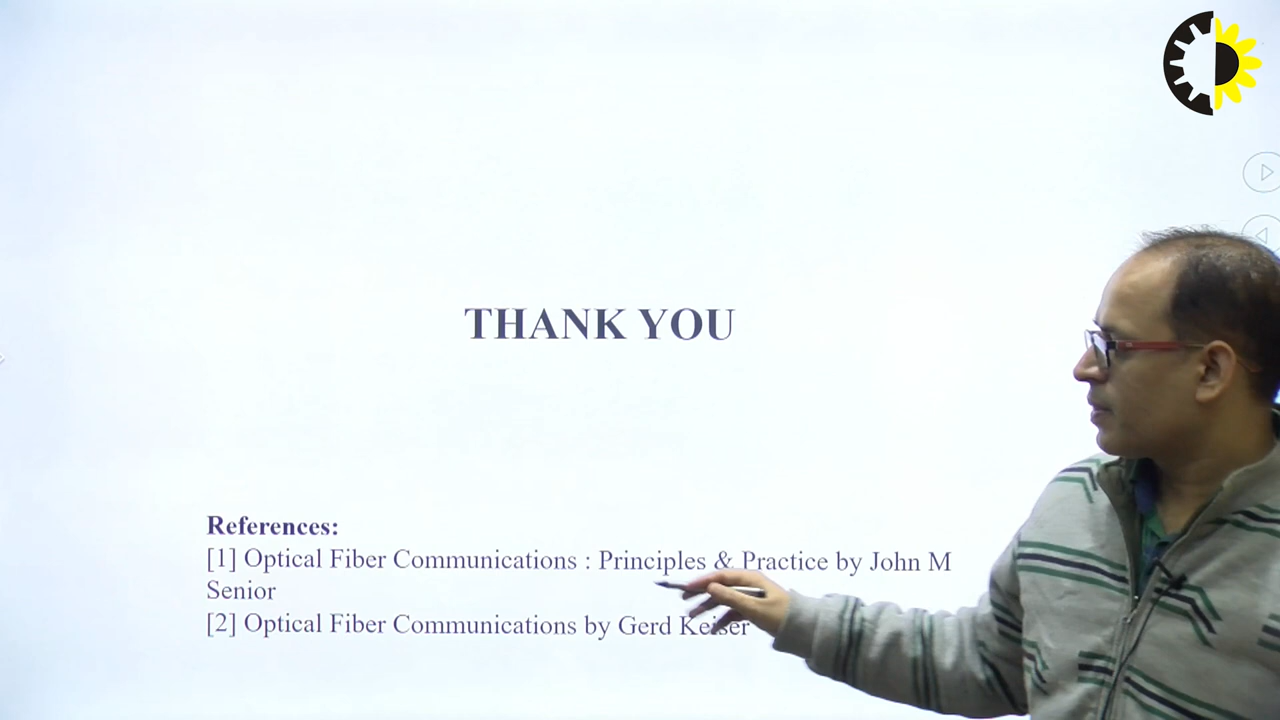 THANK YOU
References:
[1] Optical Fiber Communications : Principles & Practice by John M
Senior
[2] Optical Fiber Communications by Gerd Keiser